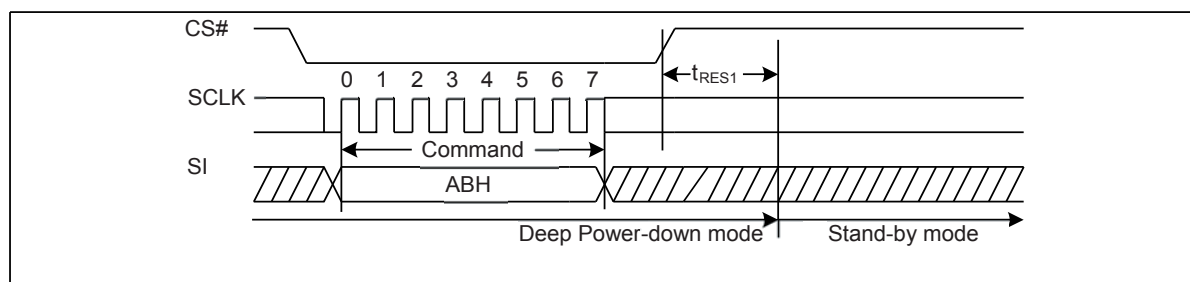 CS#
tRES1
0 1 2 3 4 5 6 7
SCLK
Command
SI
ABH
Deep Power-down mode Stand-by mode